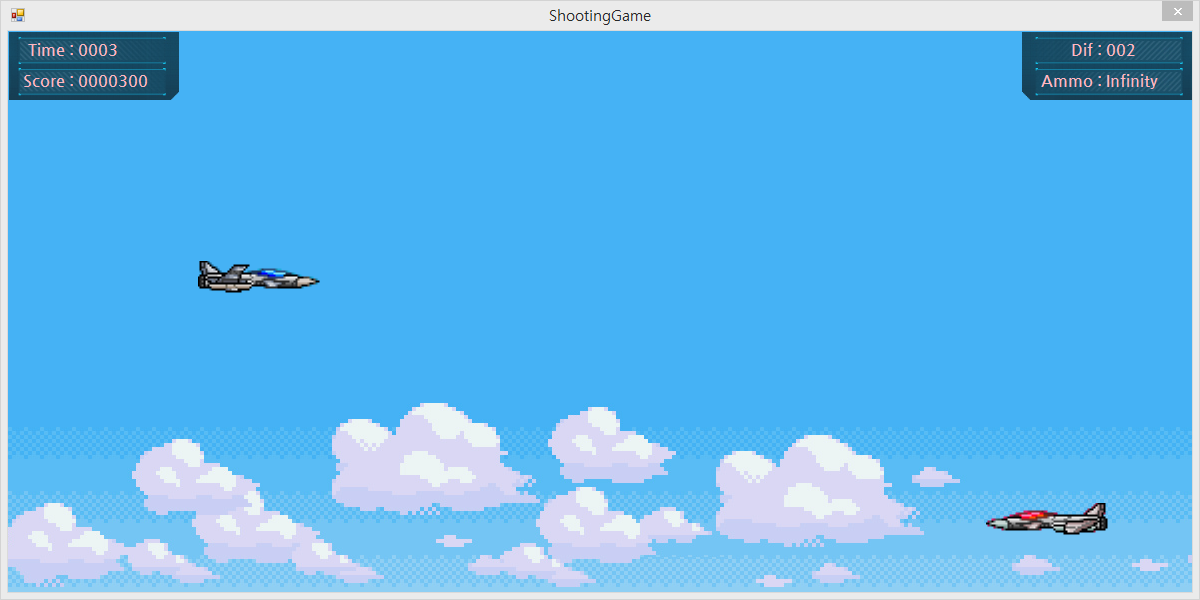 ShootingGame
Time : 0003
Score : 0000300
Dif : 002
Ammo : Infinity